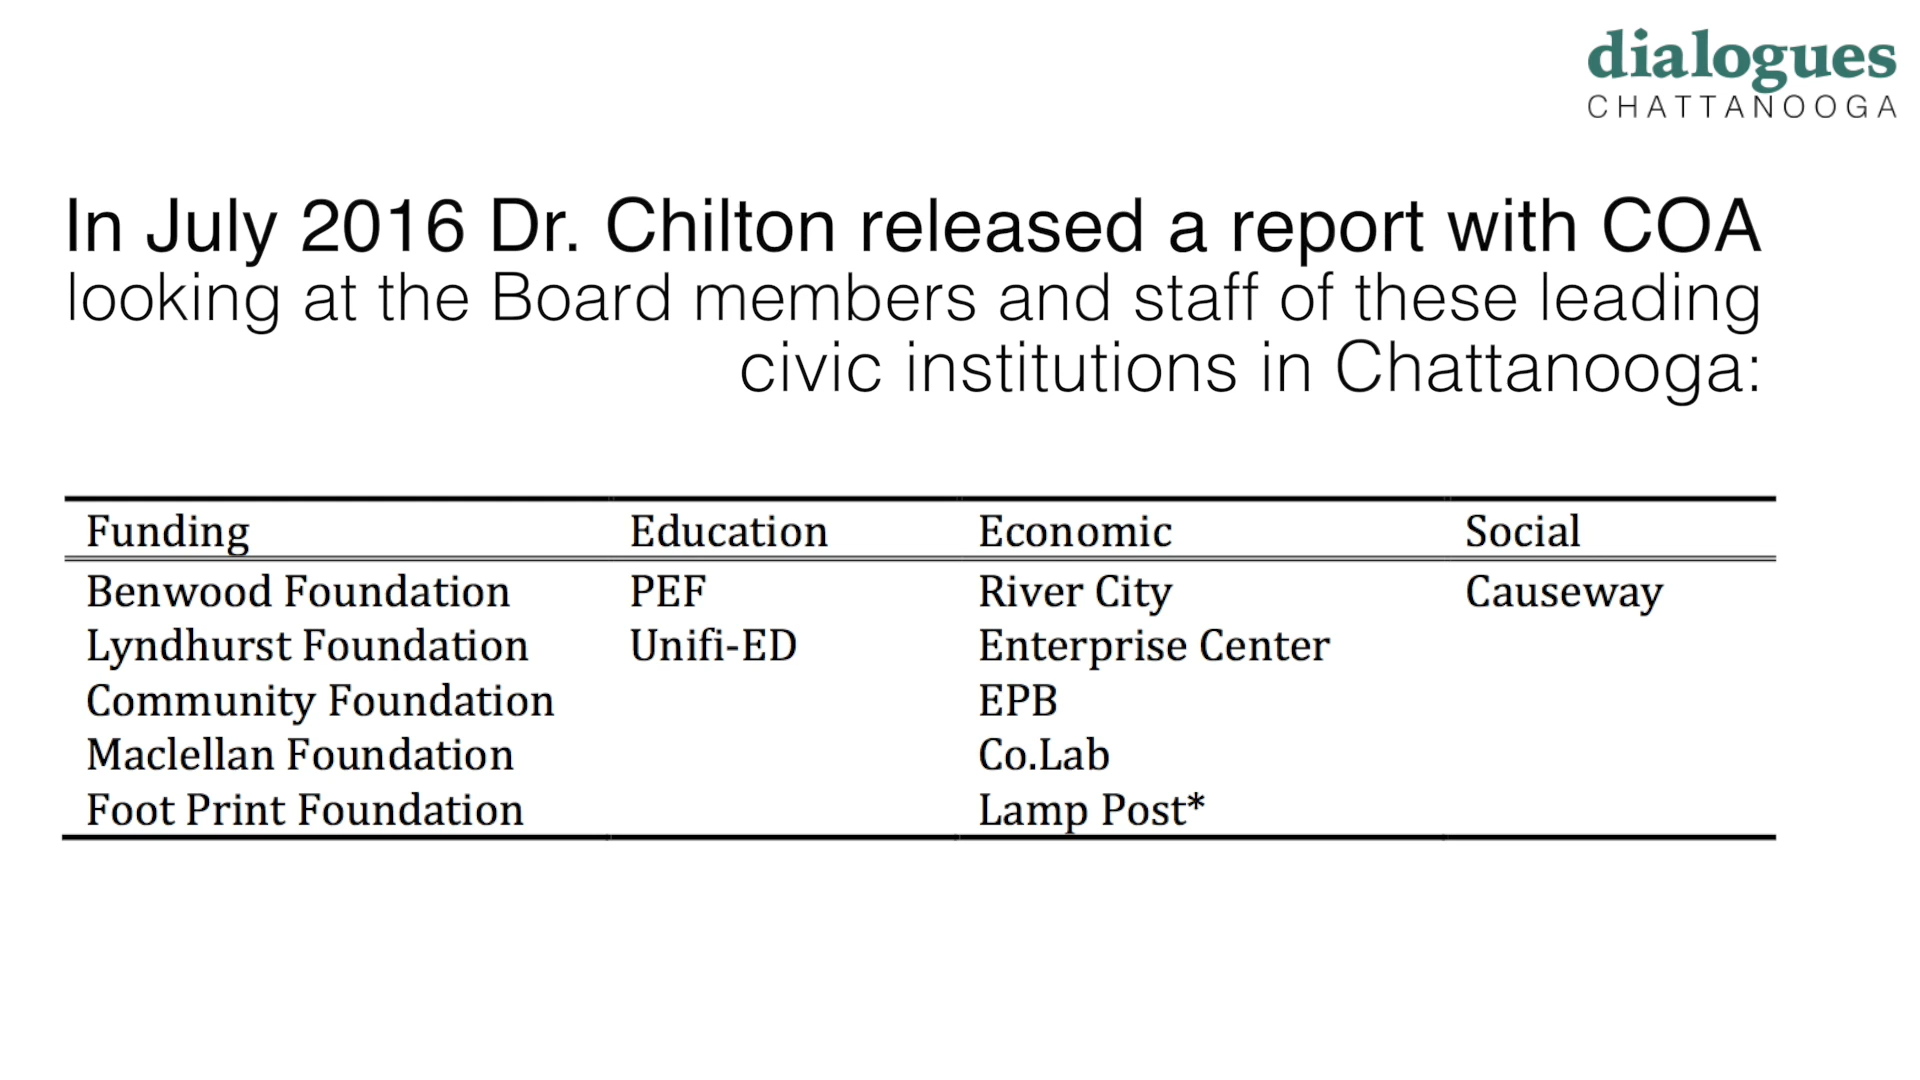 dialogues
CHATTANOOGA
In July 2016 Dr. Chilton released a report with COA
looking at the Board members and staff of these leading
civic institutions in Chattanooga:
Funding Education Economic Social
Benwood Foundation PEF River City Causeway
Lyndhurst Foundation Unifi-ED Enterprise Center
Community Foundation EPB
Maclellan Foundation Co.Lab
Foot Print Foundation Lamp Post*